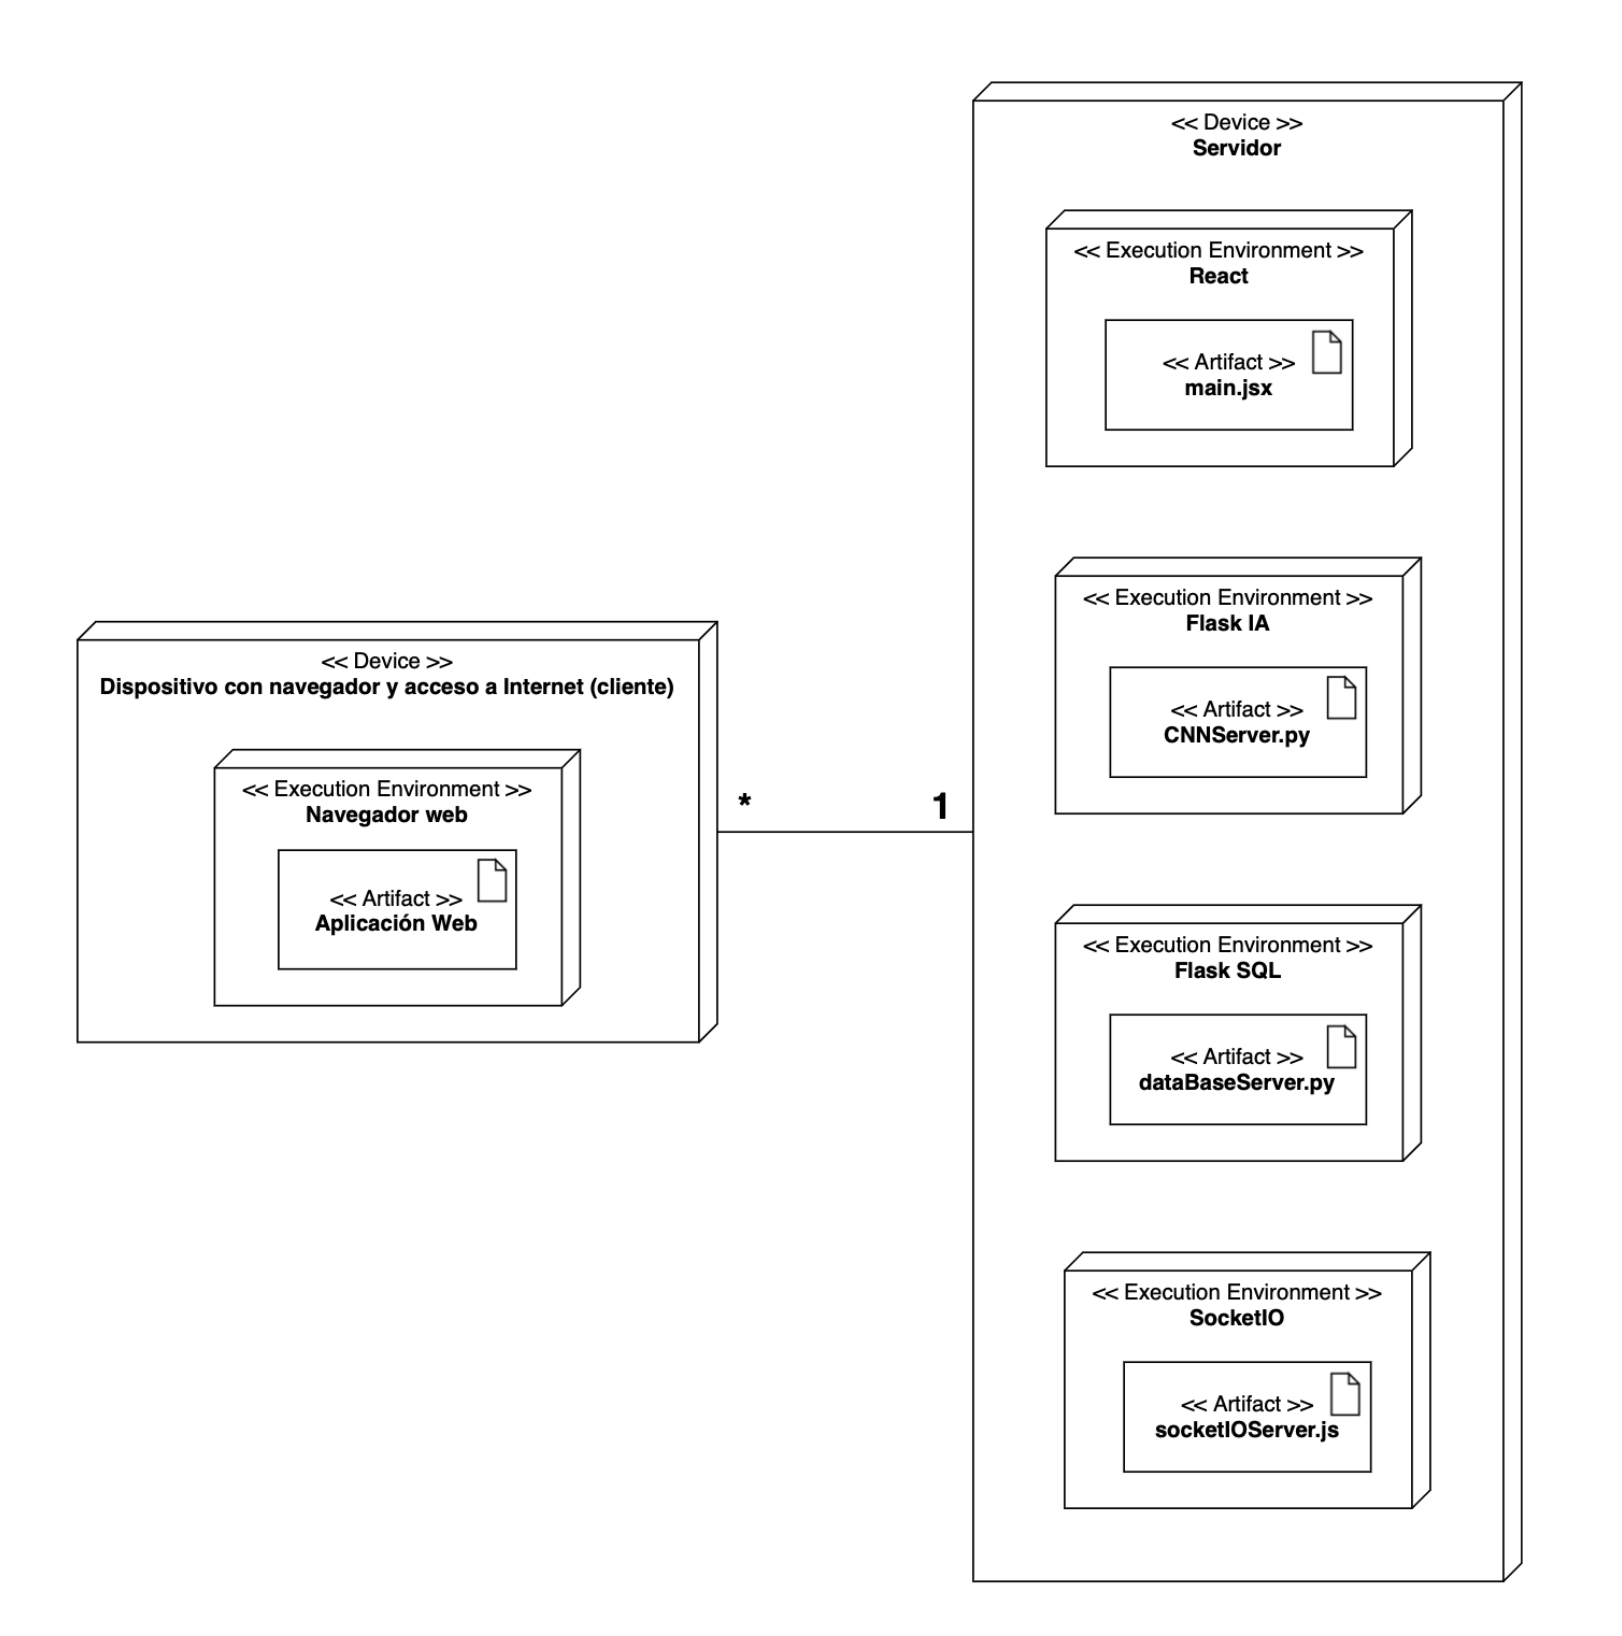 << Device >>
Dispositivo con navegador y acceso a Internet (cliente)
<< Execution Environment >>
Navegador web
<< Artifact >>
Aplicación Web
*
1
<< Device >>
Servidor
<< Execution Environment >>
React
<< Artifact >>
main.jsx
<< Execution Environment >>
Flask IA
<< Artifact >>
CNNServer.py
<< Execution Environment >>
Flask SQL
<< Artifact >>
dataBaseServer.py
<< Execution Environment >>
SocketIO
<< Artifact >>
socketIOServer.js